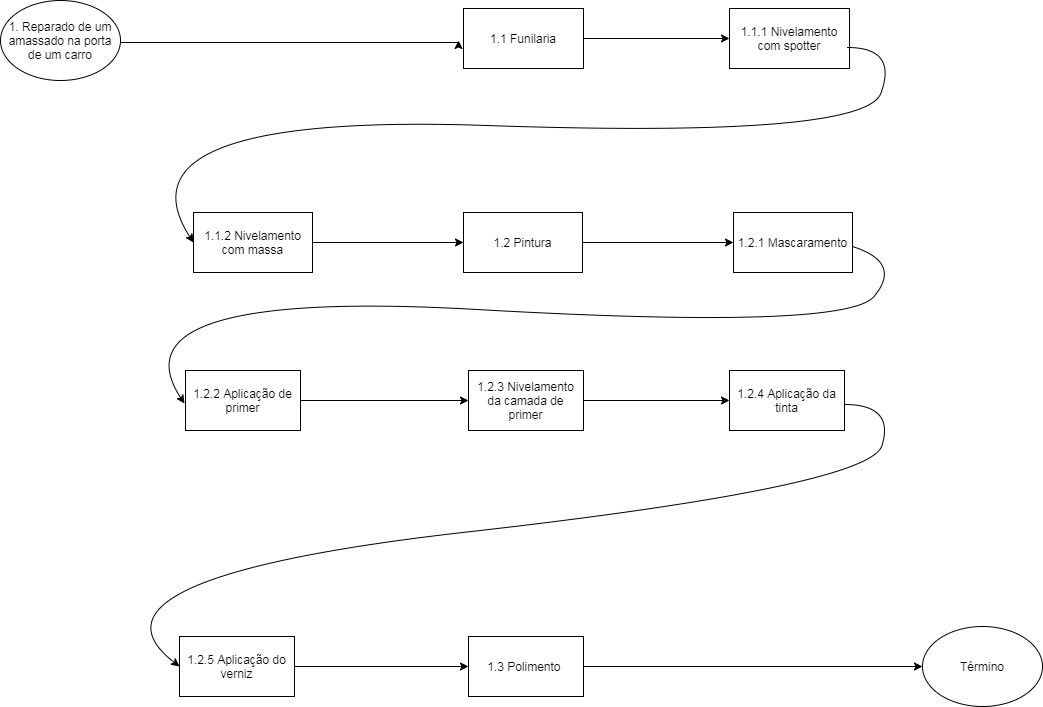 1. Reparado de um
amassado na porta
de um carro
1.1 Funilaria
1.1.1 Nivelamento
com spotter
1.1.2 Nivelamento
com massa
1.2 Pintura
1.2.1 Mascaramento
1.2.2 Aplicação de
primer
1.2.3 Nivelamento
da camada de
primer
1.2.4 Aplicação da
tinta
1.2.5 Aplicação do
verniz
1.3 Polimento
Término